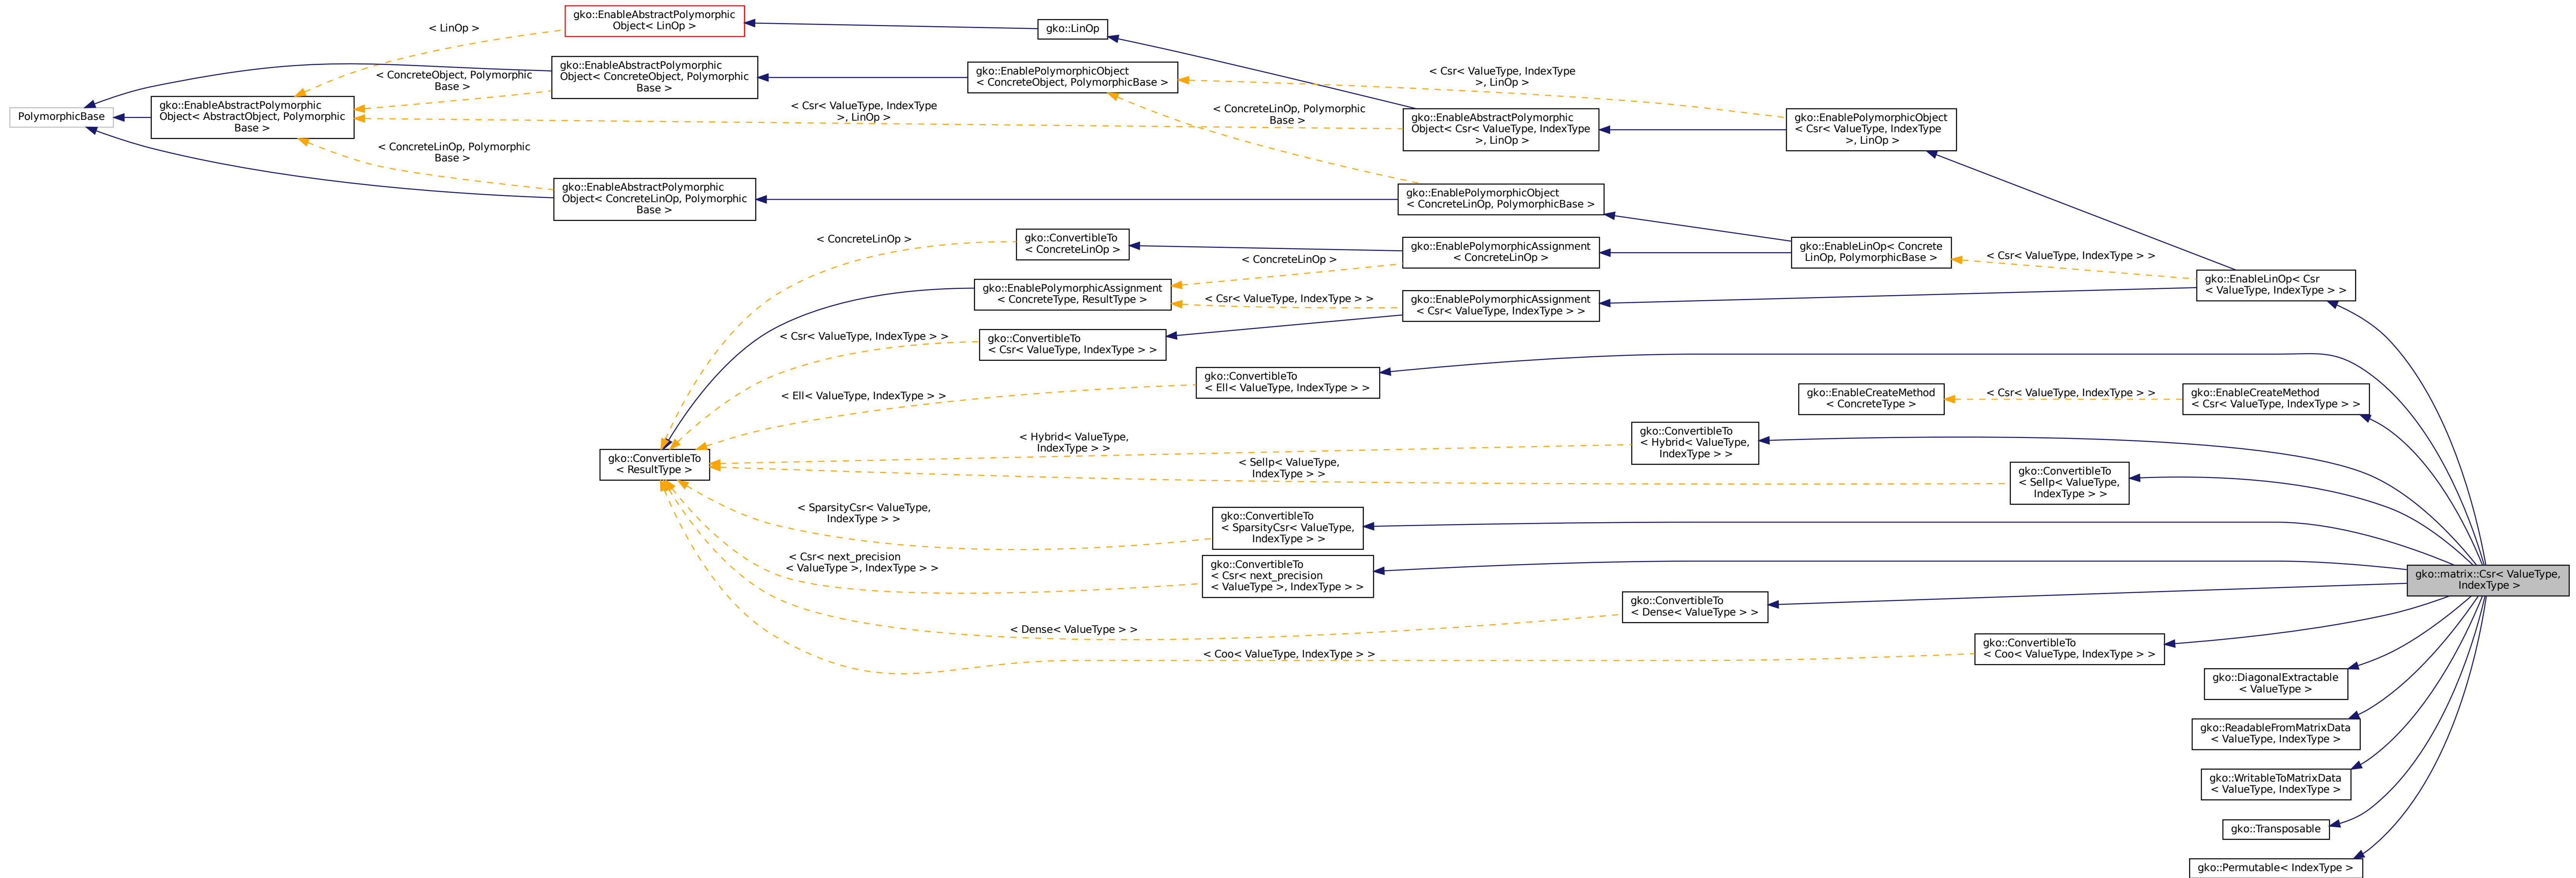 gko::EnableAbstractPolymorphic
Object< LinOp >
< LinOp >
gko::LinOp
gko::EnableAbstractPolymorphic
Object< ConcreteObject, Polymorphic
Base >
< ConcreteObject, Polymorphic
Base >
gko::EnablePolymorphicObject
< ConcreteObject, PolymorphicBase >
< Csr< ValueType, IndexType
>, LinOp >
PolymorphicBase
gko::EnableAbstractPolymorphic
Object< AbstractObject, Polymorphic
Base >
< Csr< ValueType, IndexType
>, LinOp >
< ConcreteLinOp, Polymorphic
Base >
gko::EnableAbstractPolymorphic
Object< Csr< ValueType, IndexType
>, LinOp >
gko::EnablePolymorphicObject
< Csr< ValueType, IndexType
>, LinOp >
< ConcreteLinOp, Polymorphic
Base >
gko::EnableAbstractPolymorphic
Object< ConcreteLinOp, Polymorphic
Base >
gko::EnablePolymorphicObject
< ConcreteLinOp, PolymorphicBase >
< ConcreteLinOp >
gko::ConvertibleTo
< ConcreteLinOp >
gko::EnablePolymorphicAssignment
< ConcreteLinOp >
gko::EnableLinOp< Concrete
LinOp, PolymorphicBase >
< Csr< ValueType, IndexType > >
< ConcreteLinOp >
gko::EnablePolymorphicAssignment
< ConcreteType, ResultType >
< Csr< ValueType, IndexType > >
gko::EnablePolymorphicAssignment
< Csr< ValueType, IndexType > >
gko::EnableLinOp< Csr
< ValueType, IndexType > >
< Csr< ValueType, IndexType > >
gko::ConvertibleTo
< Csr< ValueType, IndexType > >
< Ell< ValueType, IndexType > >
gko::ConvertibleTo
< Ell< ValueType, IndexType > >
gko::EnableCreateMethod
< ConcreteType >
< Csr< ValueType, IndexType > >
gko::EnableCreateMethod
< Csr< ValueType, IndexType > >
gko::ConvertibleTo
< ResultType >
< Hybrid< ValueType,
IndexType > >
gko::ConvertibleTo
< Hybrid< ValueType,
IndexType > >
< Sellp< ValueType,
IndexType > >
gko::ConvertibleTo
< Sellp< ValueType,
IndexType > >
< SparsityCsr< ValueType,
IndexType > >
gko::ConvertibleTo
< SparsityCsr< ValueType,
IndexType > >
< Csr< next_precision
< ValueType >, IndexType > >
gko::ConvertibleTo
< Csr< next_precision
< ValueType >, IndexType > >
gko::matrix::Csr< ValueType,
IndexType >
< Dense< ValueType > >
gko::ConvertibleTo
< Dense< ValueType > >
< Coo< ValueType, IndexType > >
gko::ConvertibleTo
< Coo< ValueType, IndexType > >
gko::DiagonalExtractable
< ValueType >
gko::ReadableFromMatrixData
< ValueType, IndexType >
gko::WritableToMatrixData
< ValueType, IndexType >
gko::Transposable
gko::Permutable< IndexType >